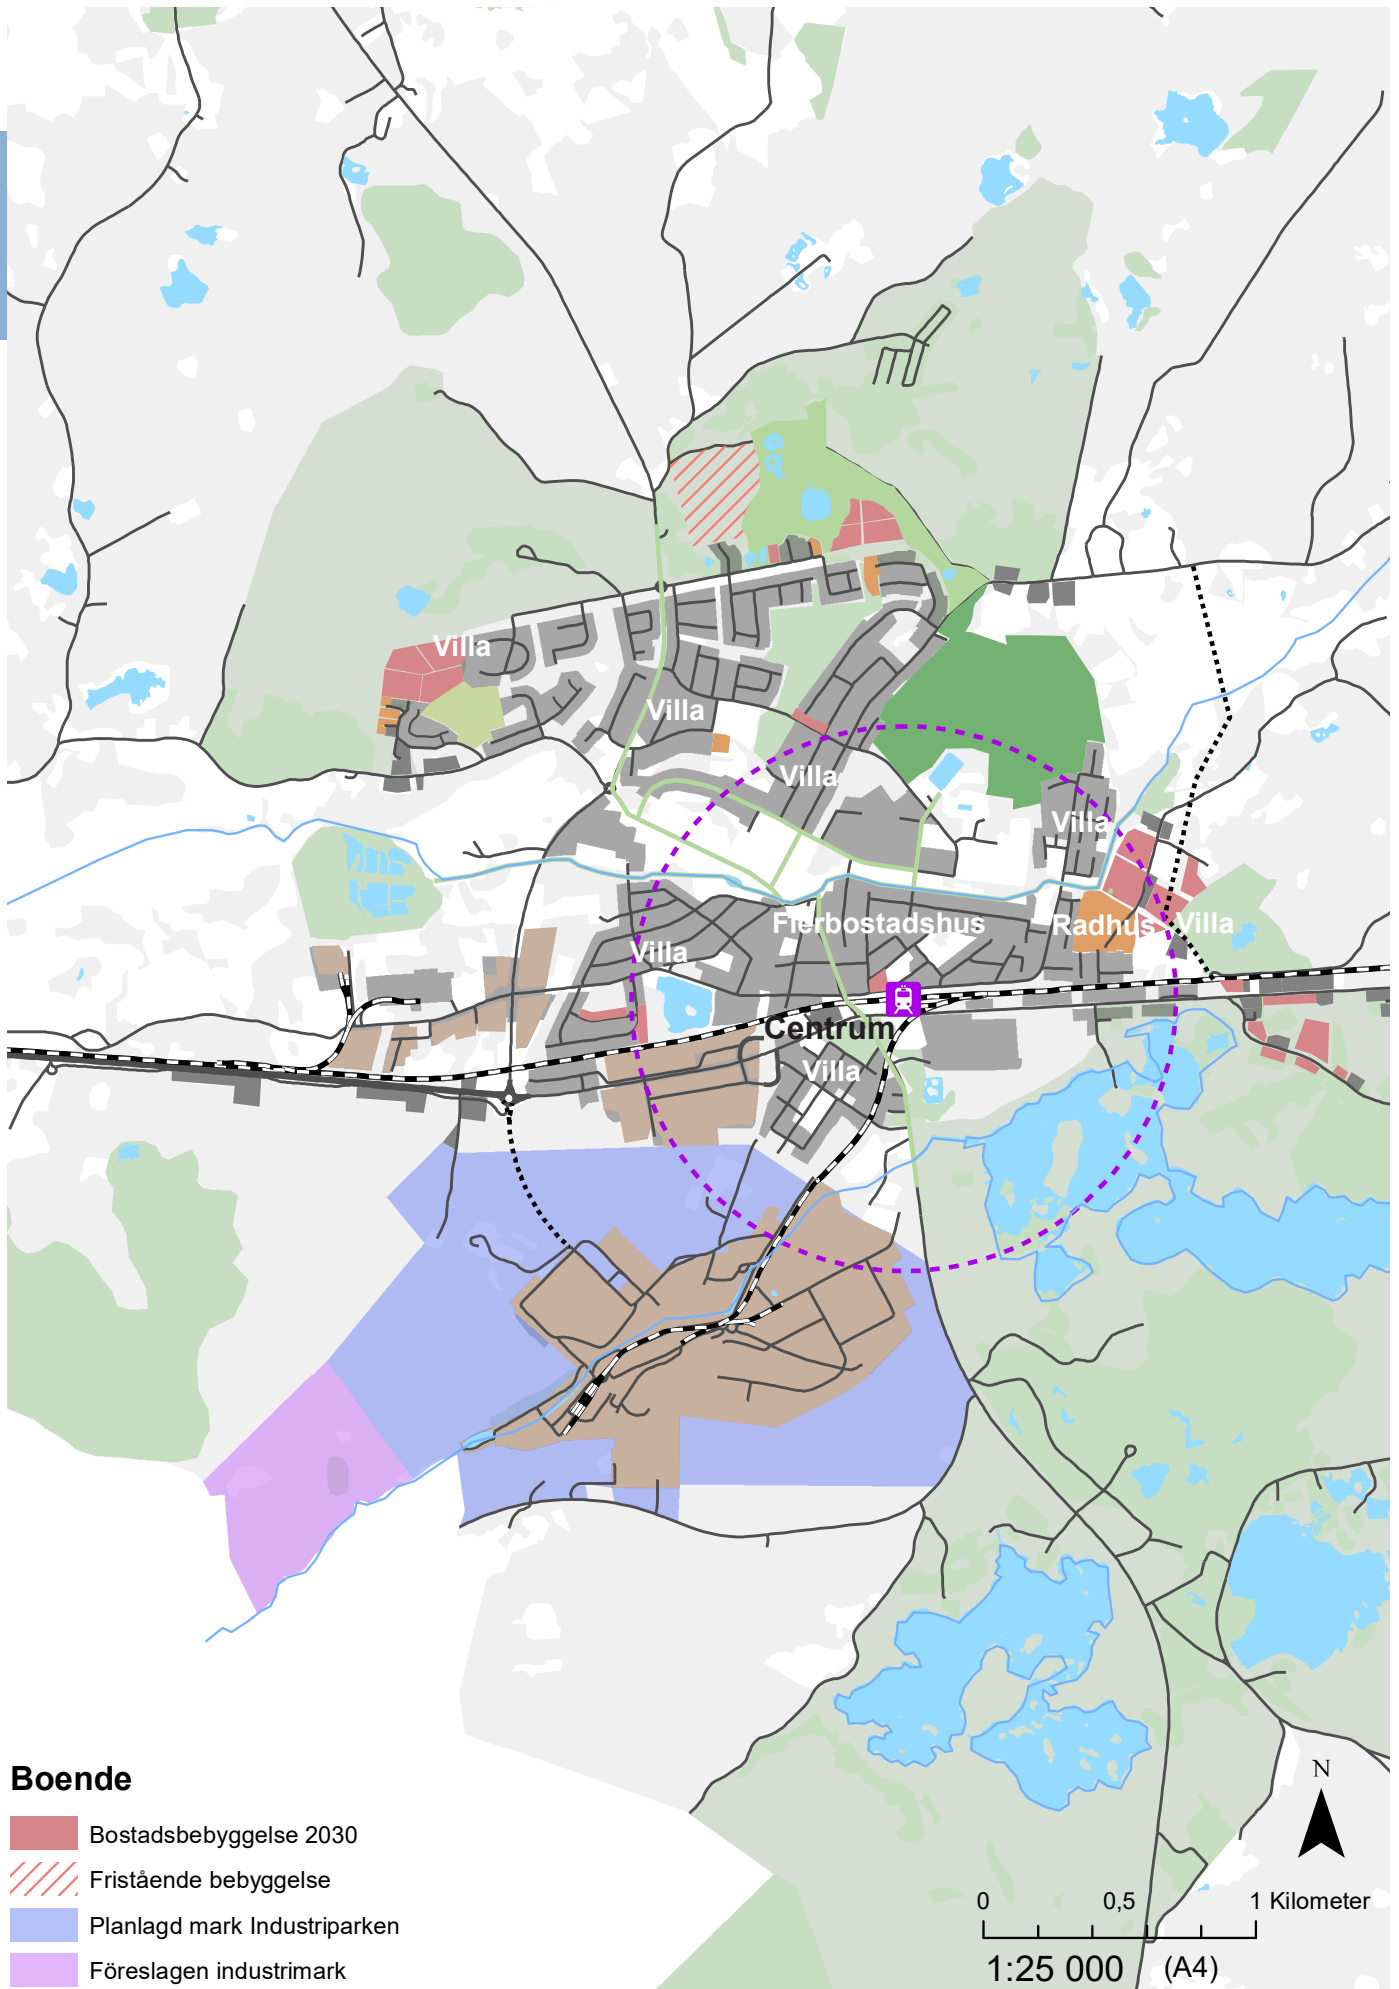 Villa
Villa
Villa
Villa
Flerbostadshus
Radhus
Villa
Villa
Centrum
Villa
Boende
Bostadsbebyggelse 2030
Fristående bebyggelse
Planlagd mark Industriparken
Föreslagen industrimark
N
0 0,5 1 Kilometer
1:25 000 (A4)